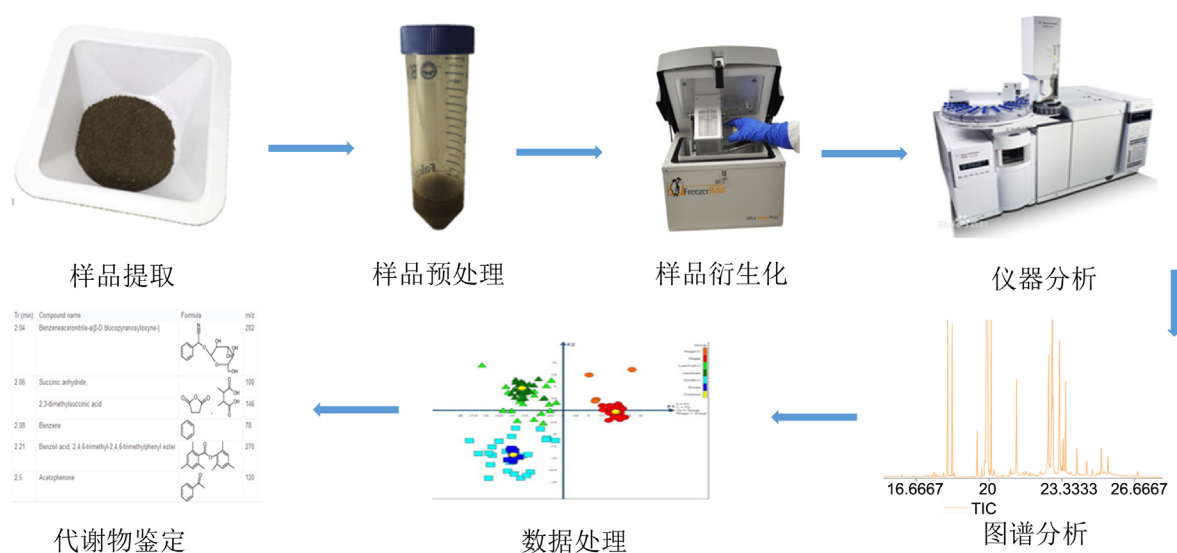 样品提取
样品预处理
样品衍生化
仪器分析
Tr (min) Compound name Formula m/z
2.04 Benzeneacetonitrile-a(β-D blucopyranosyloxyne-) 282
2.06 Succinic anhydride, 100
2,3-dimethylsuccinic acid 146
2.08 Benzene 78
2.21 Benzoil acid, 2,4,6-trimethyl-2,4,6-trimethylphenyl ester 270
2.5 Acetophenone 120
16.6667 20 23.3333 26.6667
TIC
代谢物鉴定
数据处理
图谱分析